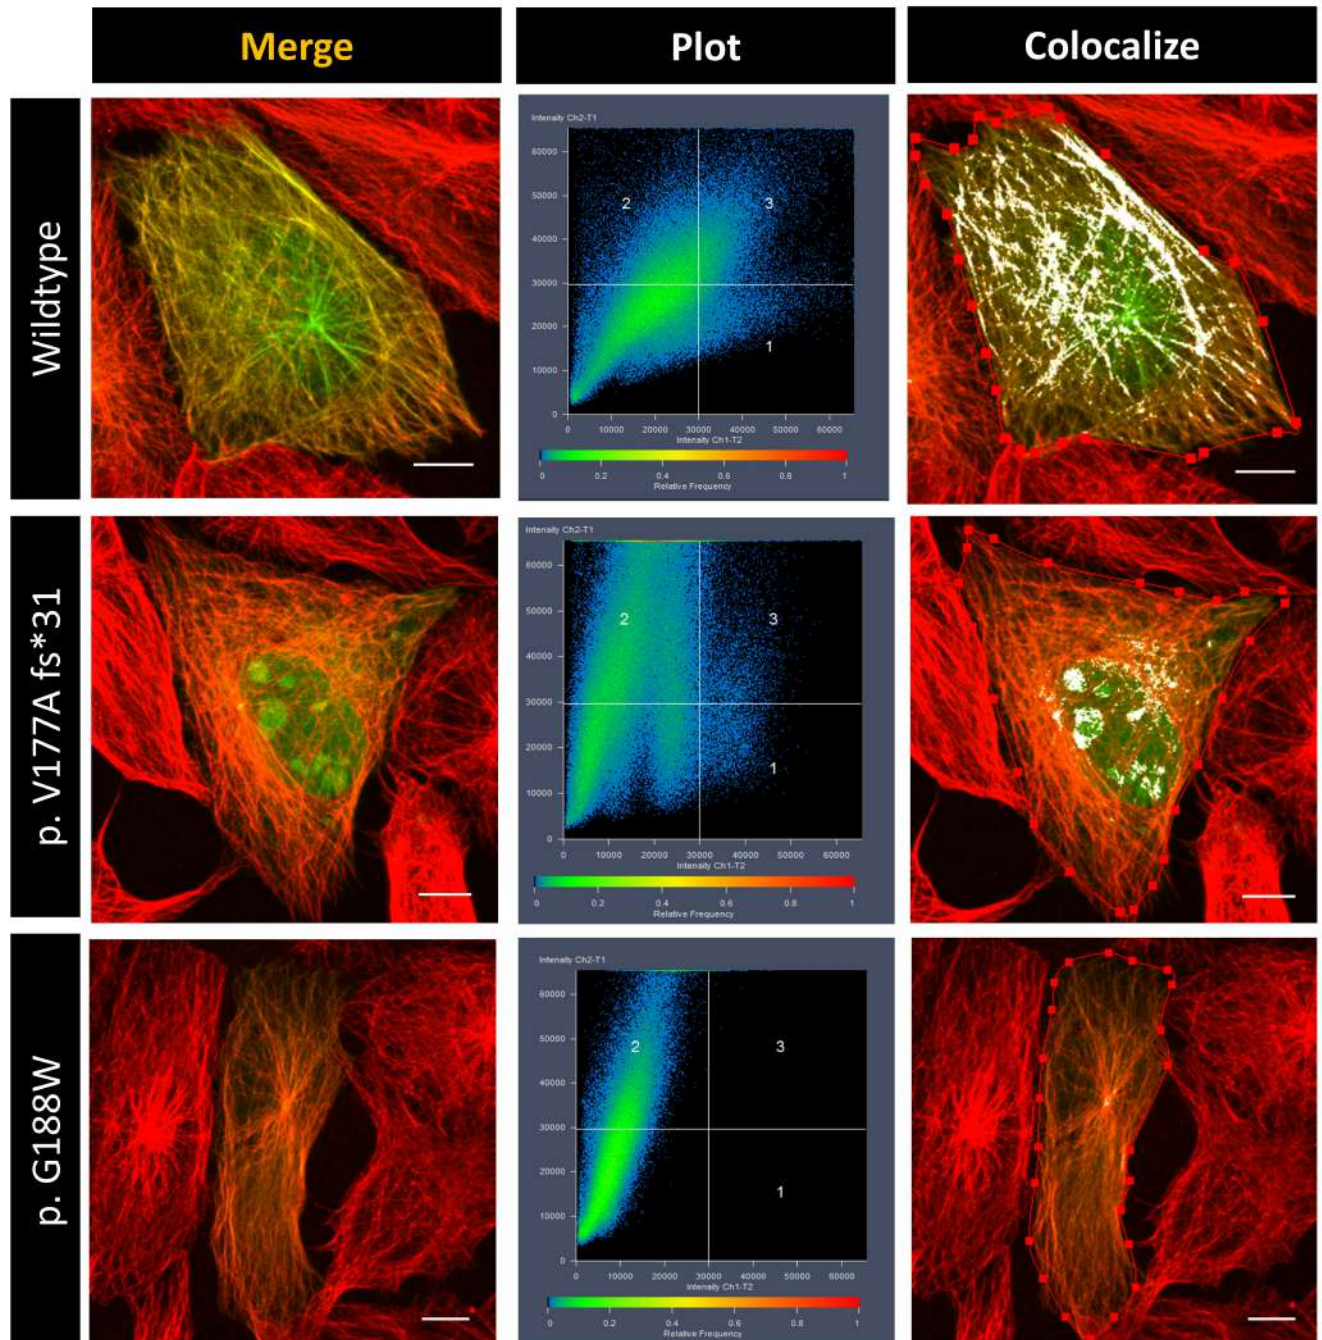 Merge
Plot
Colocalize
Wildtype
Intensity Ch2-T1
60000
50000
40000
30000
20000
10000
0
2
3
1
0 10000 20000 30000 40000 50000 60000
Intensity Ch1-T2
0 0.2 0.4 0.6 0.8 1
Relative Frequency
p. V177A fs*31
Intensity Ch2-T1
60000
50000
40000
30000
20000
10000
0
2
3
1
0 10000 20000 30000 40000 50000 60000
Intensity Ch1-T2
0 0.2 0.4 0.6 0.8 1
Relative Frequency
p. G188W
Intensity Ch2-T1
60000
50000
40000
30000
20000
10000
0
2
3
1
0 10000 20000 30000 40000 50000 60000
Intensity Ch1-T2
0 0.2 0.4 0.6 0.8 1
Relative Frequency